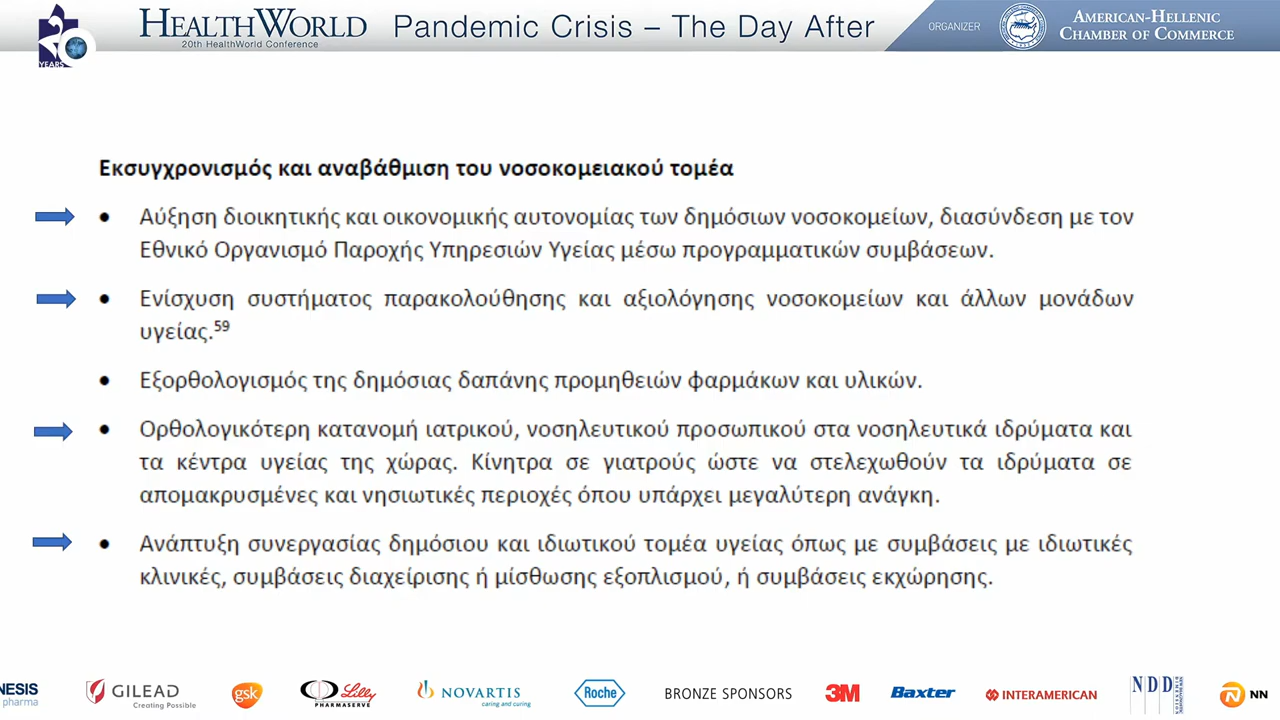 YEARS
HEALTHWORLD
20th HealthWorld Conference
Pandemic Crisis – The Day After
ORGANIZER
AMERICAN-HELLENIC
CHAMBER OF COMMERCE
Εκσυγχρονισμός και αναβάθμιση του νοσοκομειακού τομέα
• Αύξηση διοικητικής και οικονομικής αυτονομίας των δημόσιων νοσοκομείων, διασύνδεση με τον
Εθνικό Οργανισμό Παροχής Υπηρεσιών Υγείας μέσω προγραμματικών συμβάσεων.
• Ενίσχυση συστήματος παρακολούθησης και αξιολόγησης νοσοκομείων και άλλων μονάδων
υγείας.59
• Εξορθολογισμός της δημόσιας δαπάνης προμηθειών φαρμάκων και υλικών.
• Ορθολογικότερη κατανομή ιατρικού, νοσηλευτικού προσωπικού στα νοσηλευτικά ιδρύματα και
τα κέντρα υγείας της χώρας. Κίνητρα σε γιατρούς ώστε να στελεχωθούν τα ιδρύματα σε
απομακρυσμένες και νησιωτικές περιοχές όπου υπάρχει μεγαλύτερη ανάγκη.
• Ανάπτυξη συνεργασίας δημόσιου και ιδιωτικού τομέα υγείας όπως με συμβάσεις με ιδιωτικές
κλινικές, συμβάσεις διαχείρισης ή μίσθωσης εξοπλισμού, ή συμβάσεις εκχώρησης.
NESIS
pharma
GILEAD
Creating Possible
gsk
Lilly
PHARMASERVE
NOVARTIS
caring and curing
Roche
BRONZE SPONSORS
3M
Baxter
INTERAMERICAN
NDD
NN